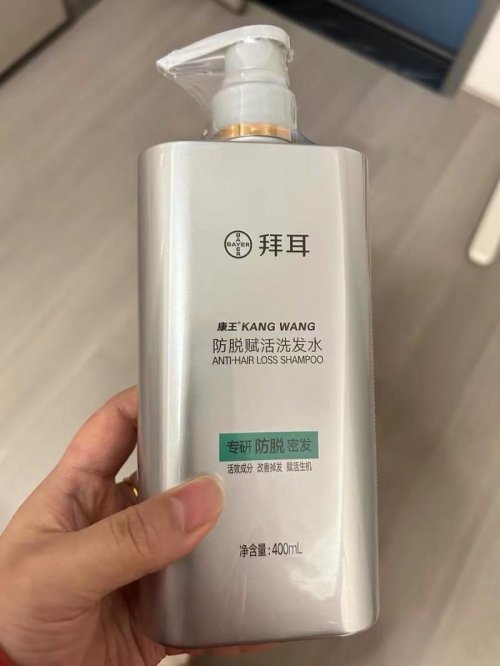 BAYER
BAYER
拜耳
康王® KANG WANG
防脱赋活洗发水
ANTI-HAIR LOSS SHAMPOO
专研 防脱 密发
活效成分 改善掉发 赋活生机
净含量:400mL